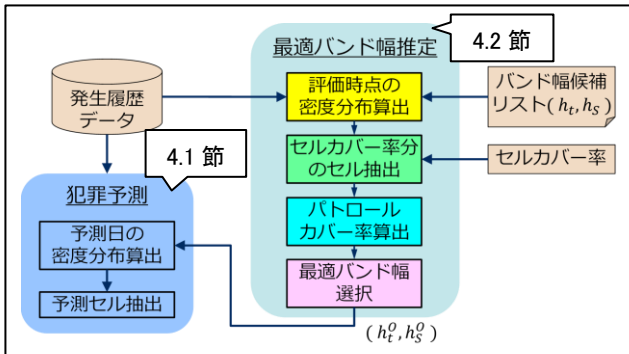 最適バンド幅推定
4.2 節
発生履歴
データ
評価時点の
密度分布算出
バンド幅候補
リスト(h_t, h_s)
4.1 節
セルカバー率分
のセル抽出
セルカバー率
犯罪予測
予測日の
密度分布算出
パトロール
カバー率算出
予測セル抽出
最適バンド幅
選択
(h_t^o, h_s^o)